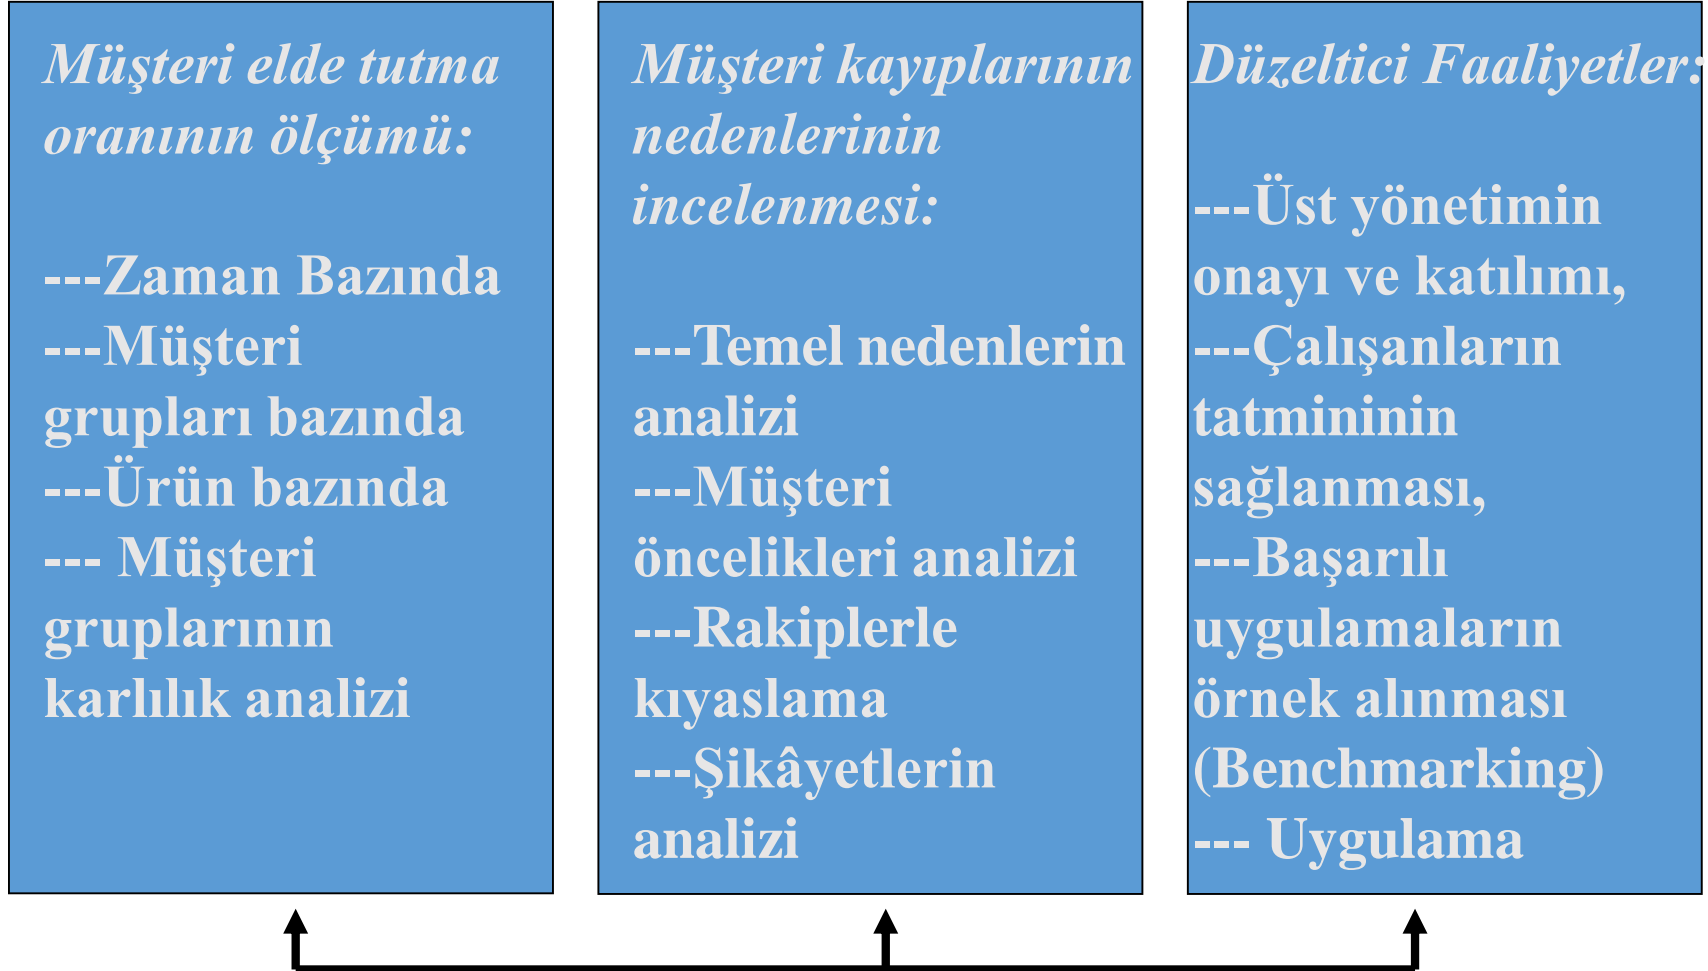 Müşteri elde tutma
oranının ölçümü:
---Zaman Bazında
---Müşteri
grupları bazında
---Ürün bazında
--- Müşteri
gruplarının
karlılık analizi
Müşteri kayıplarının
nedenlerinin
incelenmesi:
---Temel nedenlerin
analizi
---Müşteri
öncelikleri analizi
---Rakiplerle
kıyaslama
---Şikâyetlerin
analizi
Düzeltici Faaliyetler:
---Üst yönetimin
onayı ve katılımı,
---Çalışanların
tatmininin
sağlanması,
---Başarılı
uygulamaların
örnek alınması
(Benchmarking)
--- Uygulama